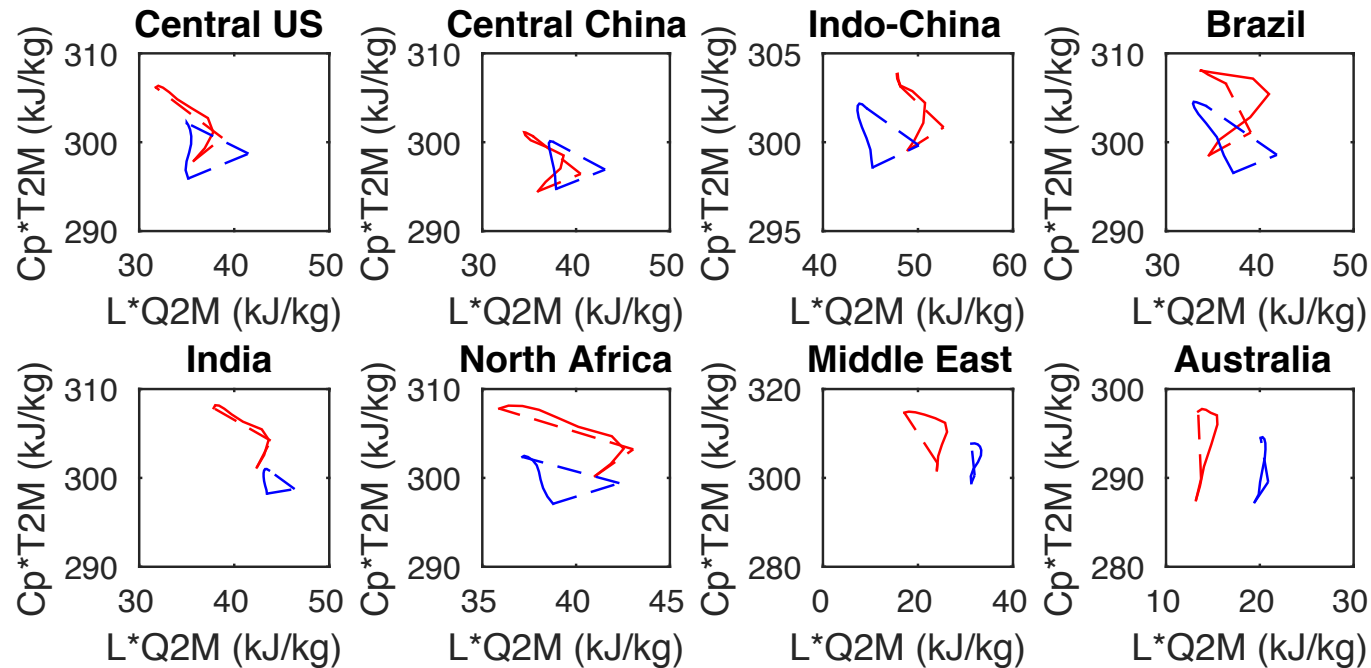 Central US
Central China
Indo-China
Brazil
Cp*T2M (kJ/kg)
310
300
290
30
40
50
L*Q2M (kJ/kg)
Cp*T2M (kJ/kg)
310
300
290
30
40
50
L*Q2M (kJ/kg)
Cp*T2M (kJ/kg)
305
300
295
40
50
60
L*Q2M (kJ/kg)
Cp*T2M (kJ/kg)
310
300
290
30
40
50
L*Q2M (kJ/kg)
India
North Africa
Middle East
Australia
Cp*T2M (kJ/kg)
310
300
290
30
40
50
L*Q2M (kJ/kg)
Cp*T2M (kJ/kg)
310
300
290
35
40
45
L*Q2M (kJ/kg)
Cp*T2M (kJ/kg)
320
300
280
0
20
40
L*Q2M (kJ/kg)
Cp*T2M (kJ/kg)
300
290
280
10
20
30
L*Q2M (kJ/kg)